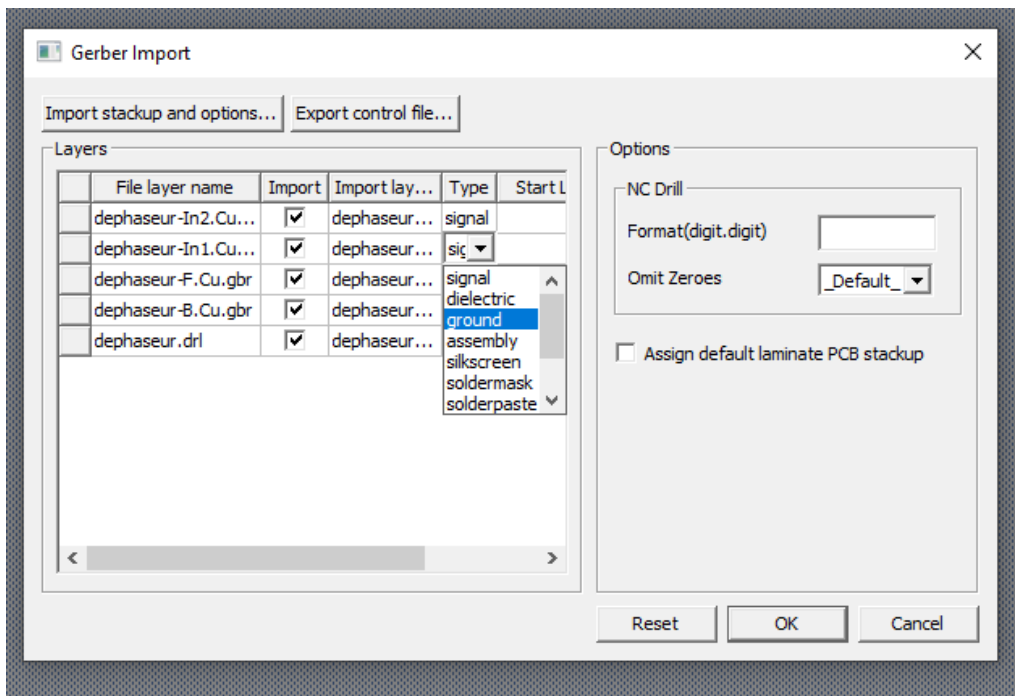 Gerber Import
Import stackup and options... Export control file...
Layers
File layer name Import Import lay... Type Start L
dephaseur-In2.Cu... dephaseur... signal
dephaseur-In1.Cu... dephaseur... sig
dephaseur-F.Cu.gbr dephaseur...
dephaseur-B.Cu.gbr dephaseur...
dephaseur.drl dephaseur...
signal
dielectric
ground
assembly
silkscreen
soldermask
solderpaste
Options
NC Drill
Format(digit.digit)
Omit Zeroes _Default_
Assign default laminate PCB stackup
Reset OK Cancel